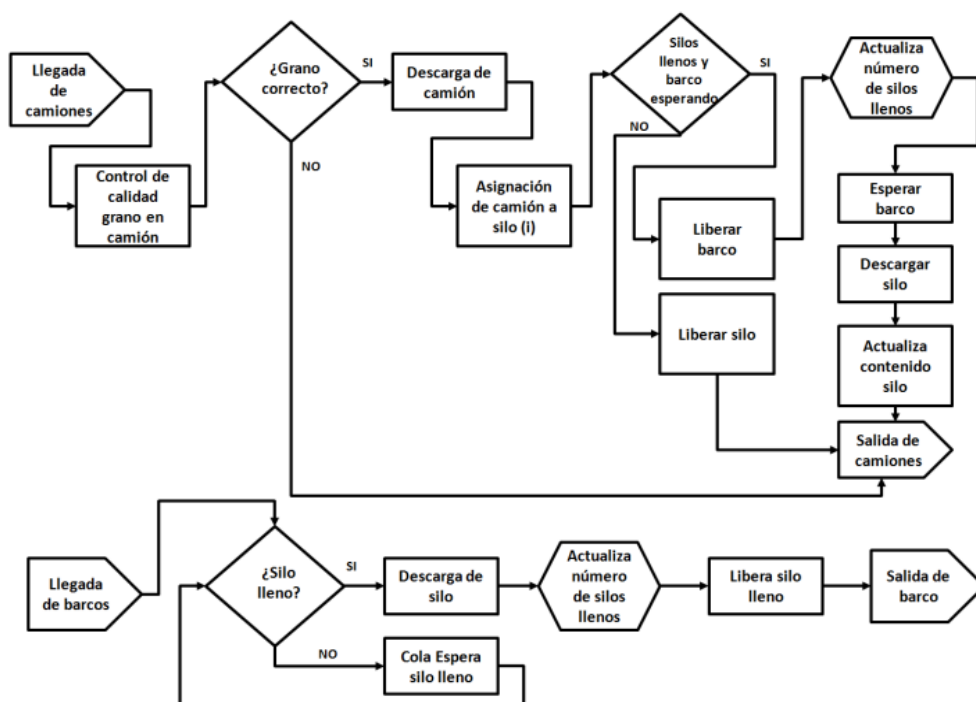 Llegada
de
camiones
Control de
calidad
grano en
camión
¿Grano
correcto?
SI
NO
Descarga de
camión
Asignación
de camión a
silo (i)
Silos
llenos y
barco
esperando
SI
NO
Liberar
barco
Liberar silo
Actualiza
número
de silos
llenos
Esperar
barco
Descargar
silo
Actualiza
contenido
silo
Salida de
camiones
Llegada
de barcos
¿Silo
lleno?
SI
NO
Descarga de
silo
Cola Espera
silo lleno
Actualiza
número
de silos
llenos
Libera silo
lleno
Salida de
barco